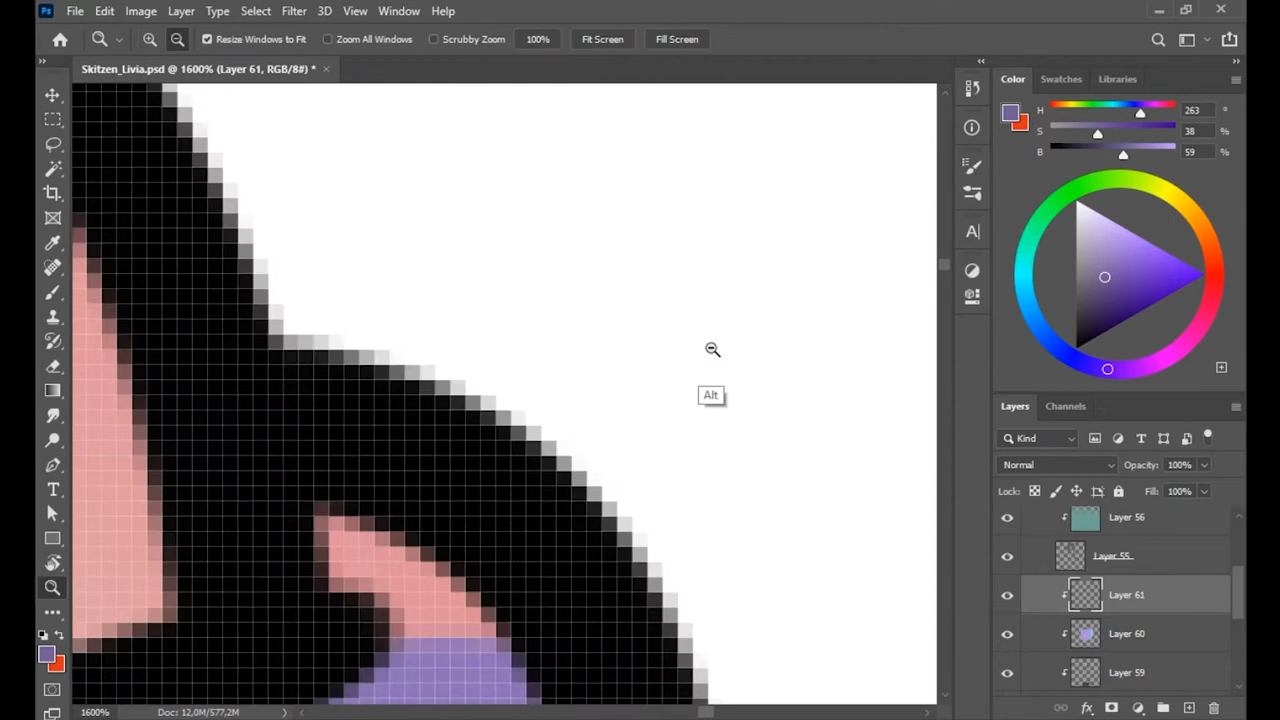 Ps File Edit Image Layer Type Select Filter 3D View Window Help
Resize Windows to Fit Zoom All Windows Scrubby Zoom 100% Fit Screen Fill Screen
Skitzen_Livia.psd @ 1600% (Layer 61, RGB/8#) *
Color Swatches Libraries
H 263 °
S 38 %
B 59 %
Alt
Layers Channels
Kind
Normal Opacity: 100%
Lock: Fill: 100%
Layer 56
Layer 55
Layer 61
Layer 60
Layer 59
1600% Doc: 12,0M/577,2M